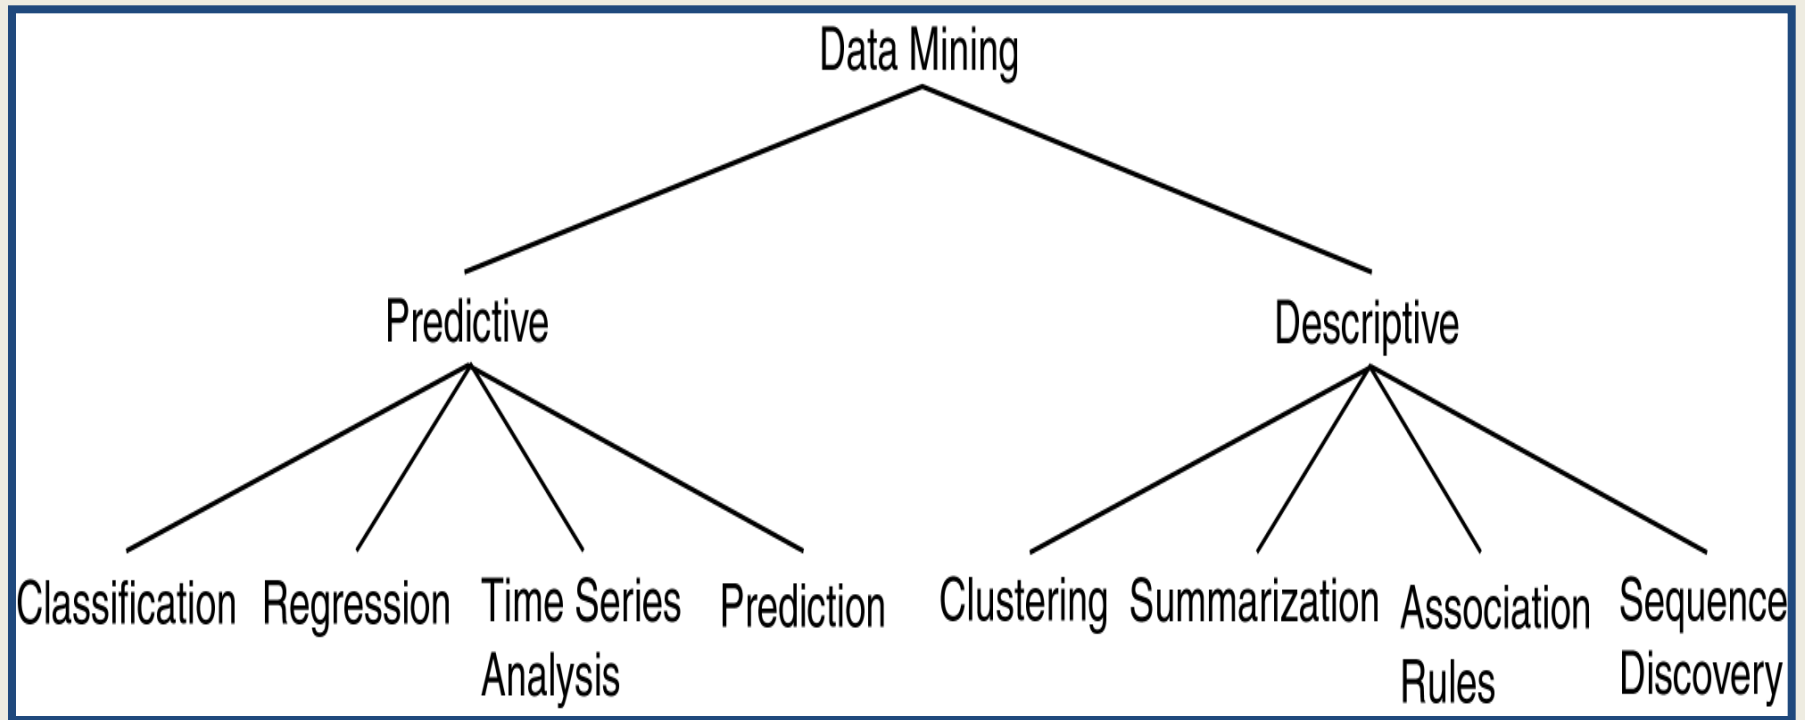 Data Mining
Predictive
Descriptive
Classification
Regression
Time Series
Analysis
Prediction
Clustering
Summarization
Association
Rules
Sequence
Discovery